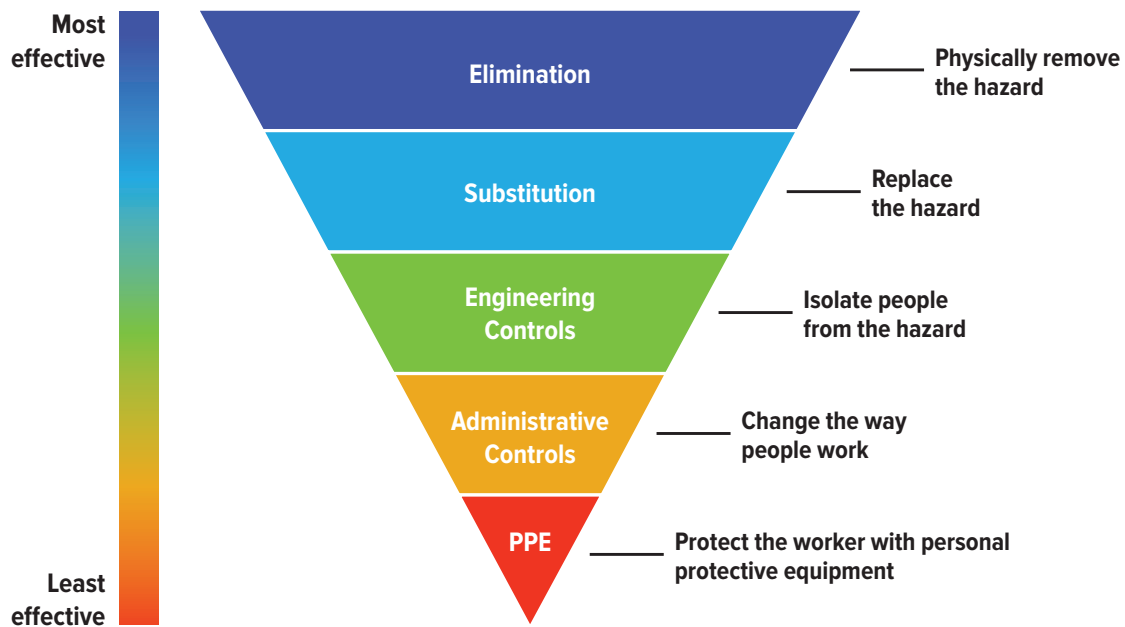 Most
effective
Elimination
Physically remove
the hazard
Substitution
Replace
the hazard
Engineering
Controls
Isolate people
from the hazard
Administrative
Controls
Change the way
people work
PPE
Protect the worker with personal
protective equipment
Least
effective